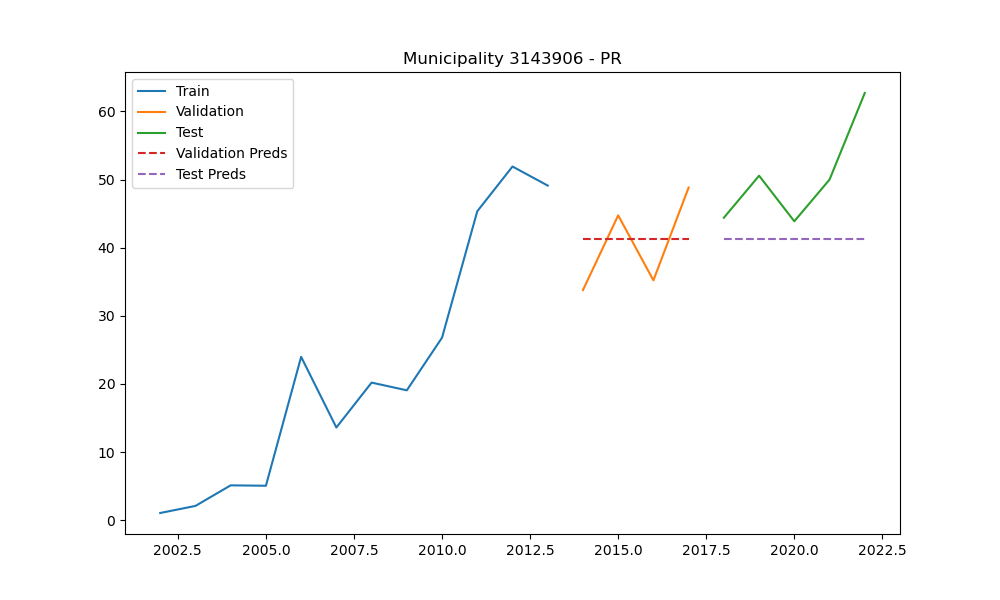 Municipality 3143906 - PR
Train
Validation
Test
Validation Preds
Test Preds
60
50
40
30
20
10
0
2002.5 2005.0 2007.5 2010.0 2012.5 2015.0 2017.5 2020.0 2022.5